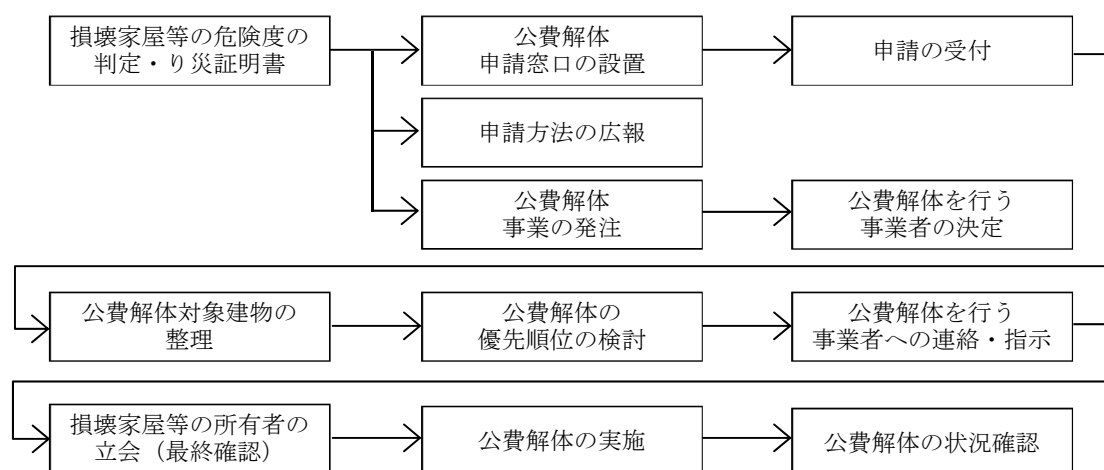 損壊家屋等の危険度の
判定・り災証明書
公費解体
申請窓口の設置
申請の受付
申請方法の広報
公費解体
事業の発注
公費解体を行う
事業者の決定
公費解体対象建物の
整理
公費解体の
優先順位の検討
公費解体を行う
事業者への連絡・指示
損壊家屋等の所有者の
立会（最終確認）
公費解体の実施
公費解体の状況確認